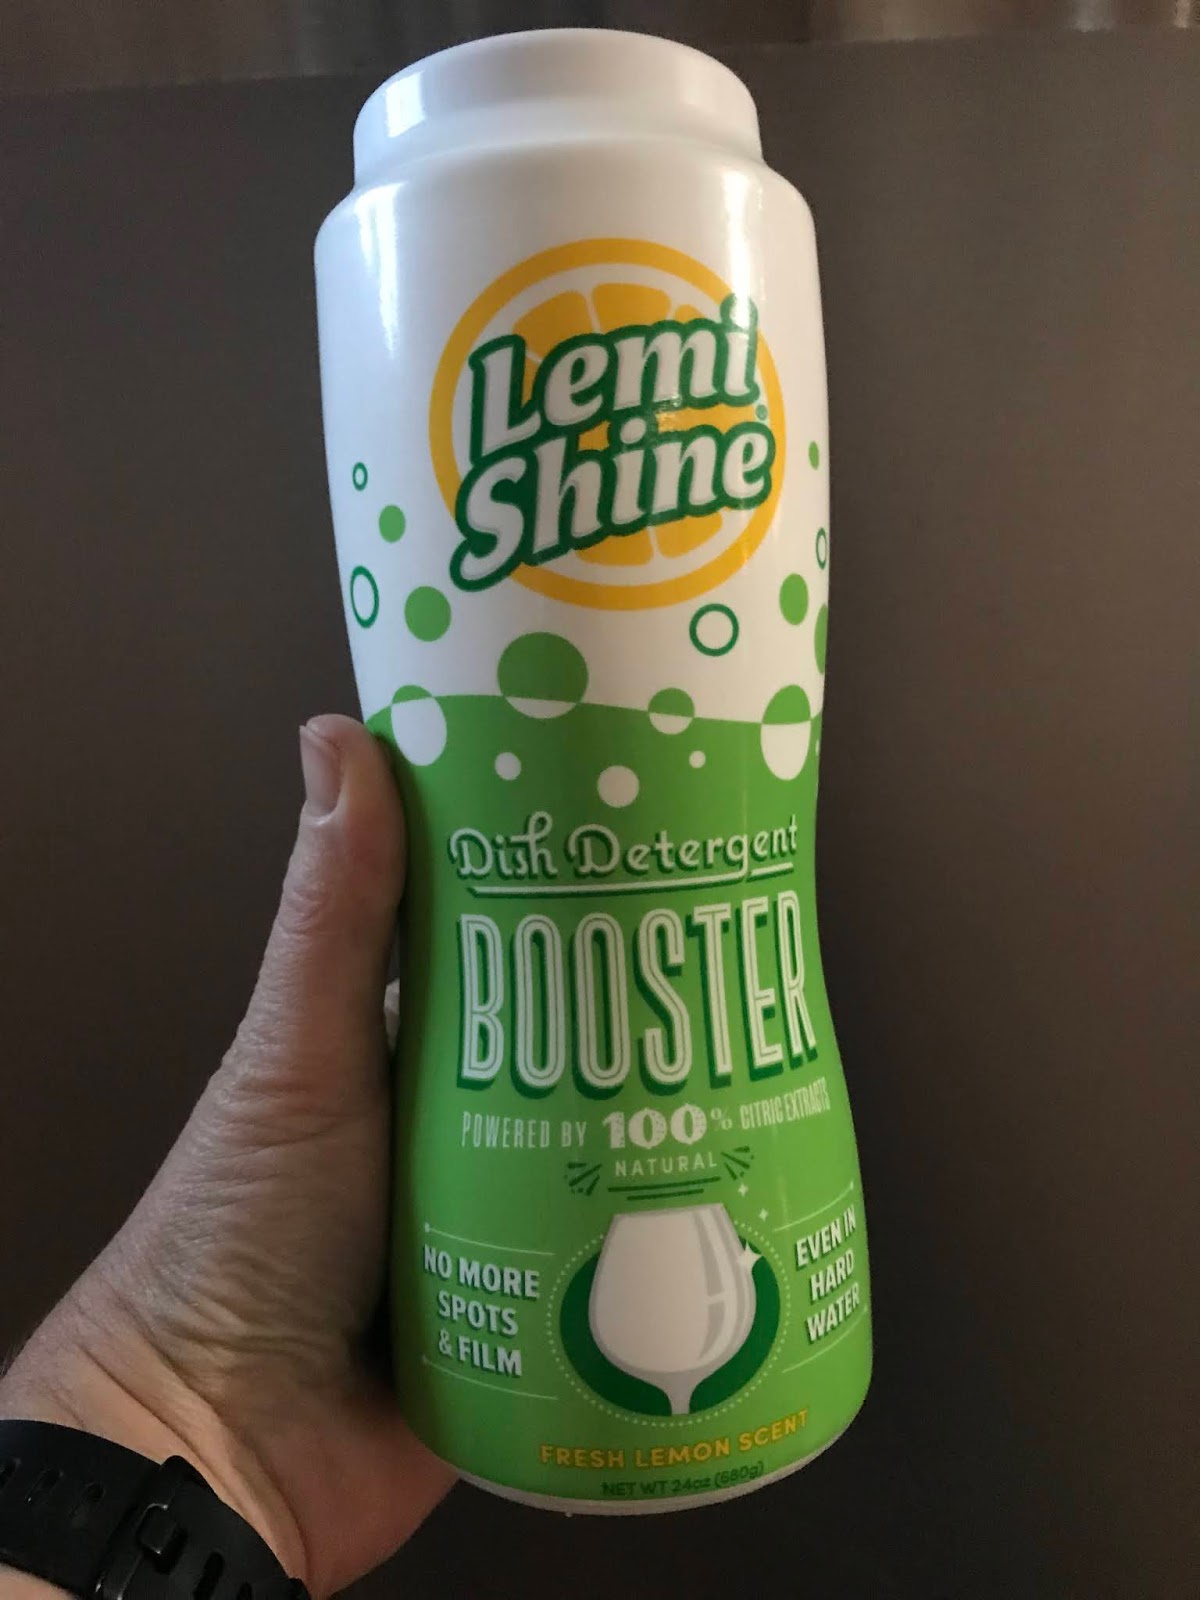 Lemi
Shine®
Dish Detergent
BOOSTER
POWERED BY 100% CITRIC EXTRACTS
NATURAL
NO MORE
SPOTS
& FILM
EVEN IN
HARD
WATER
FRESH LEMON SCENT
NET WT 24oz (680g)